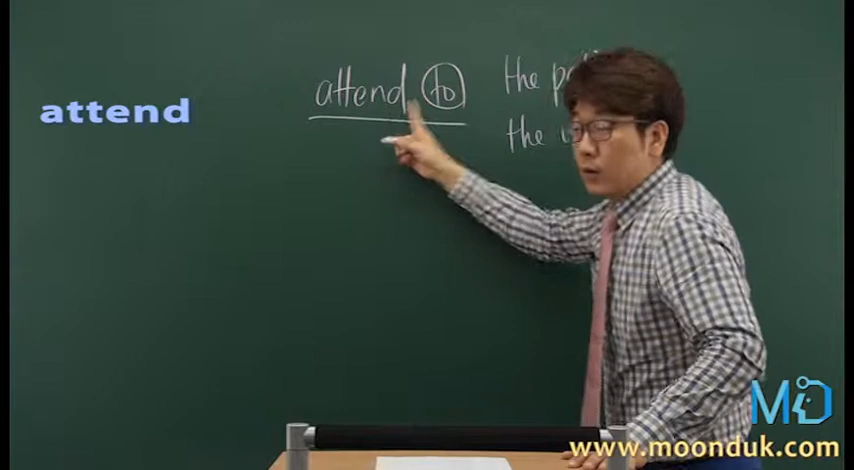 attend
attend to the
the
MD
www.moonduk.com